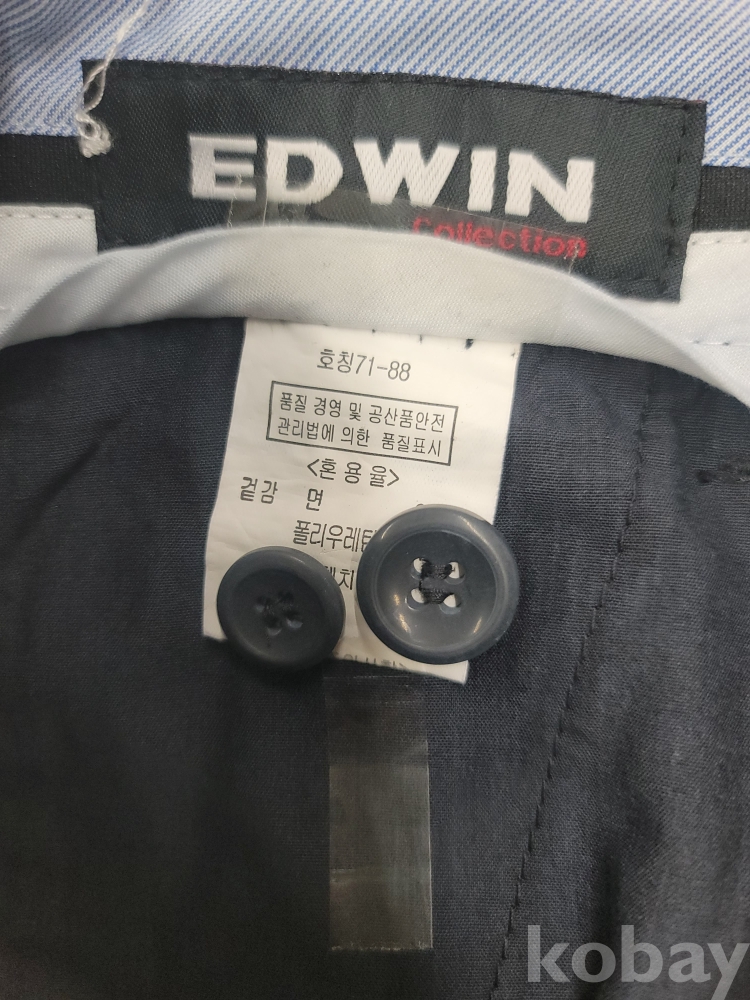 EDWIN
Collection
호칭71-88
품질 경영 및 공산품안전
관리법에 의한 품질표시
<혼용율>
겉감 면
폴리우레
kobay